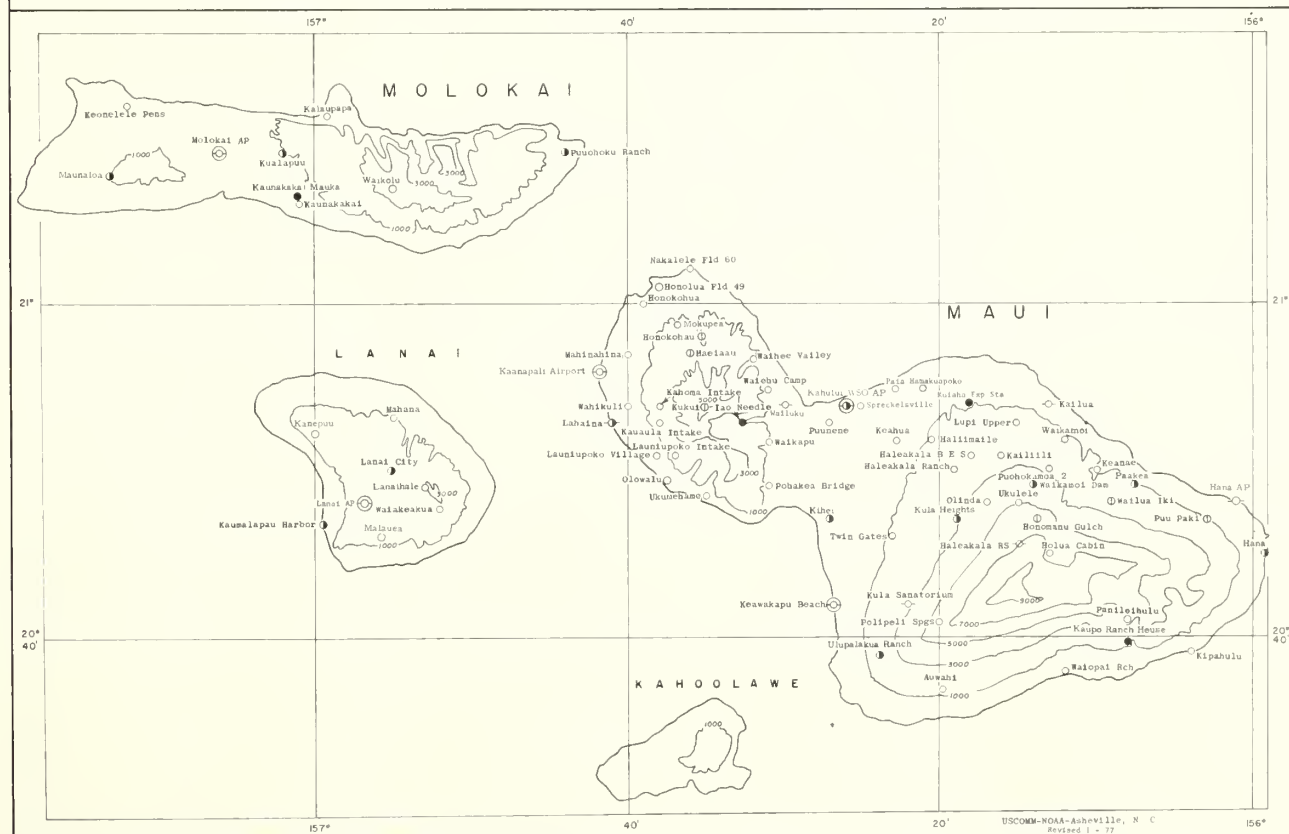 157°
40'
20'
156°
MOLOKAI
Keonelele Pens
Kalaupapa
Molokai AP
1000
Kualapuu
Puuohoku Ranch
Maunaloa
Waikolu
3000
Kaunakakai Mauka
Kaunakakai
1000
21°
21°
Nakalele Fld 60
Honolua Fld 49
Honokohua
MAUI
Mokupea
Honokohau
Haelaau
LANAI
Mahinahina
Waihee Valley
Kaanapali Airport
Waiehu Camp
Kahoma Intake
5000
Kahului WSO AP
Paia
Hamakuapoko
Spreckelsville
Kailua
Wahikuli
Kukui
Iao Needle
Wailuku
Mahana
Kanepuu
Lahaina
Kauaula Intake
Puunene
Lupi Upper
Keahua
Haliimaile
Waikamoi
Launiupoko Intake
Waikapu
Launiupoko Village
Haleakala B E S
Kailiili
Lanai City
Haleakala Ranch
Puohokamoa 2
Keanae
Lanaihale
3000
3000
Olowalu
Pohakea Bridge
Waikamoi Dam
Paakea
Hana AP
Lanai AP
Waiakeakua
Ukumehame
1000
Olinda
Ukulele
Wailua Iki
Kaumalapau Harbor
Malauea
1000
Kihei
Kula Heights
Honomanu Gulch
Puu Paki
Twin Gates
Haleakala RS
Holua Cabin
Hana
Keawakapu Beach
Kula Sanatorium
9000
Polipoli Spgs
7000
Panileihulu
20°
40'
Kaupo Ranch House
20°
40'
Ulupalakua Ranch
5000
3000
Kipahulu
KAHOOLAWE
Auwahi
1000
Waiopai Rch
1000
157°
40'
20'
156°
USCOMM-NOAA-Asheville, N C
Revised 1 - 77